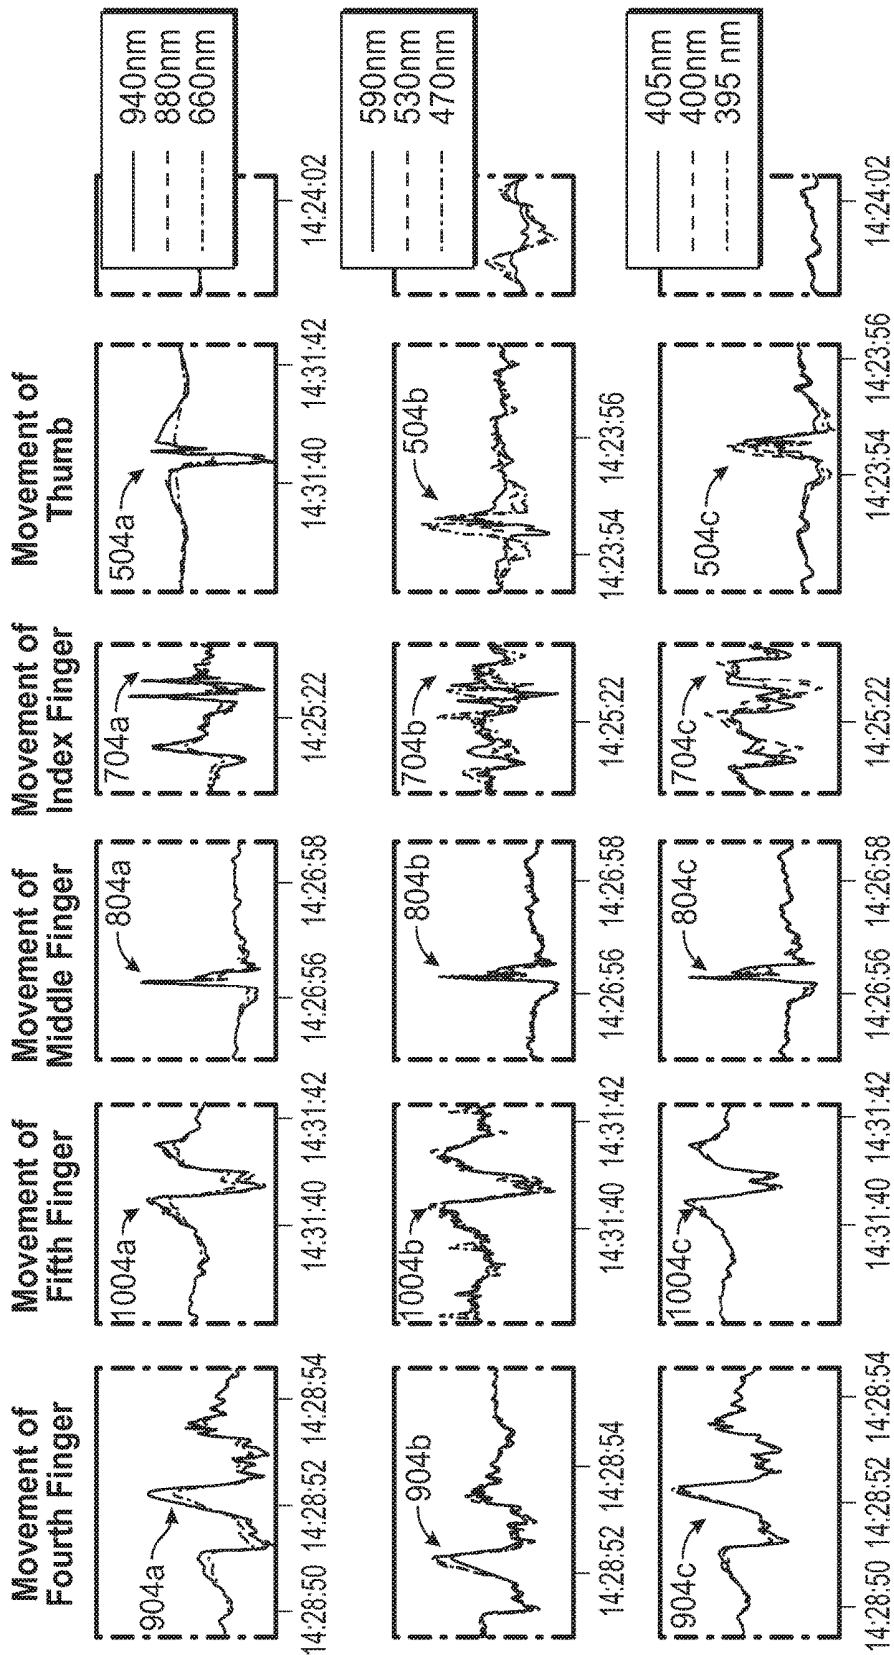 Movement of
Fourth Finger
Movement of
Fifth Finger
Movement of
Middle Finger
Movement of
Index Finger
Movement of
Thumb
904a
1004a
804a
704a
504a
940nm
880nm
660nm
14:28:50 14:28:52 14:28:54
14:31:40 14:31:42
14:26:56 14:26:58
14:25:22
14:31:40 14:31:42
14:24:02
904b
1004b
804b
704b
504b
590nm
530nm
470nm
14:28:52 14:28:54
14:31:40 14:31:42
14:26:56 14:26:58
14:25:22
14:23:54 14:23:56
904c
1004c
804c
704c
504c
405nm
400nm
395 nm
14:28:50 14:28:52 14:28:54
14:31:40 14:31:42
14:26:56 14:26:58
14:25:22
14:23:54 14:23:56
14:24:02